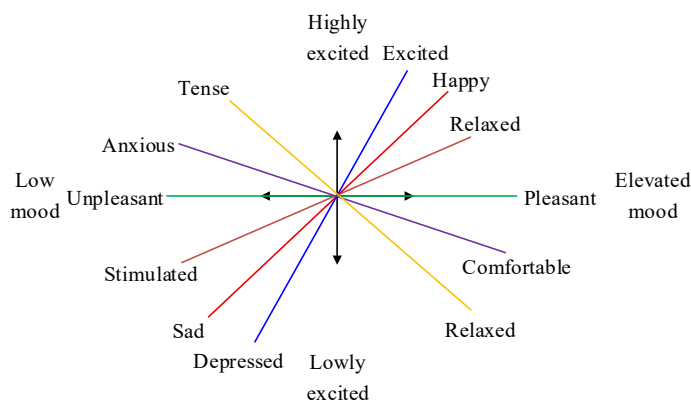 Highly
excited
Excited
Happy
Tense
Relaxed
Anxious
Low
mood
Unpleasant
Pleasant
Elevated
mood
Stimulated
Comfortable
Sad
Relaxed
Depressed
Lowly
excited